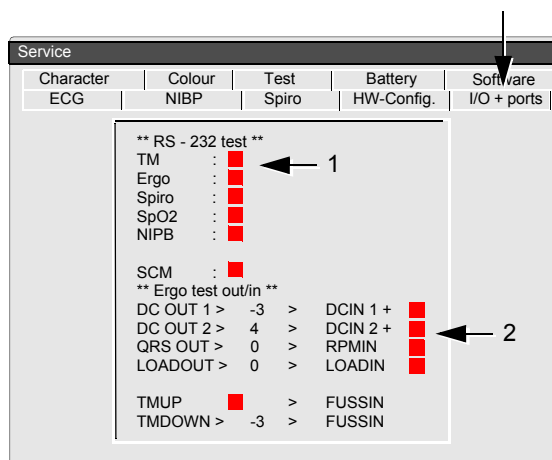 Service
Character Colour Test Battery Software
ECG NIBP Spiro HW-Config. I/O + ports
** RS - 232 test **
TM : 1
Ergo :
Spiro :
SpO2 :
NIPB :
SCM :
** Ergo test out/in **
DC OUT 1 > -3 > DCIN 1 +
DC OUT 2 > 4 > DCIN 2 + 2
QRS OUT > 0 > RPMIN
LOADOUT > 0 > LOADIN
TMUP > FUSSIN
TMDOWN > -3 > FUSSIN